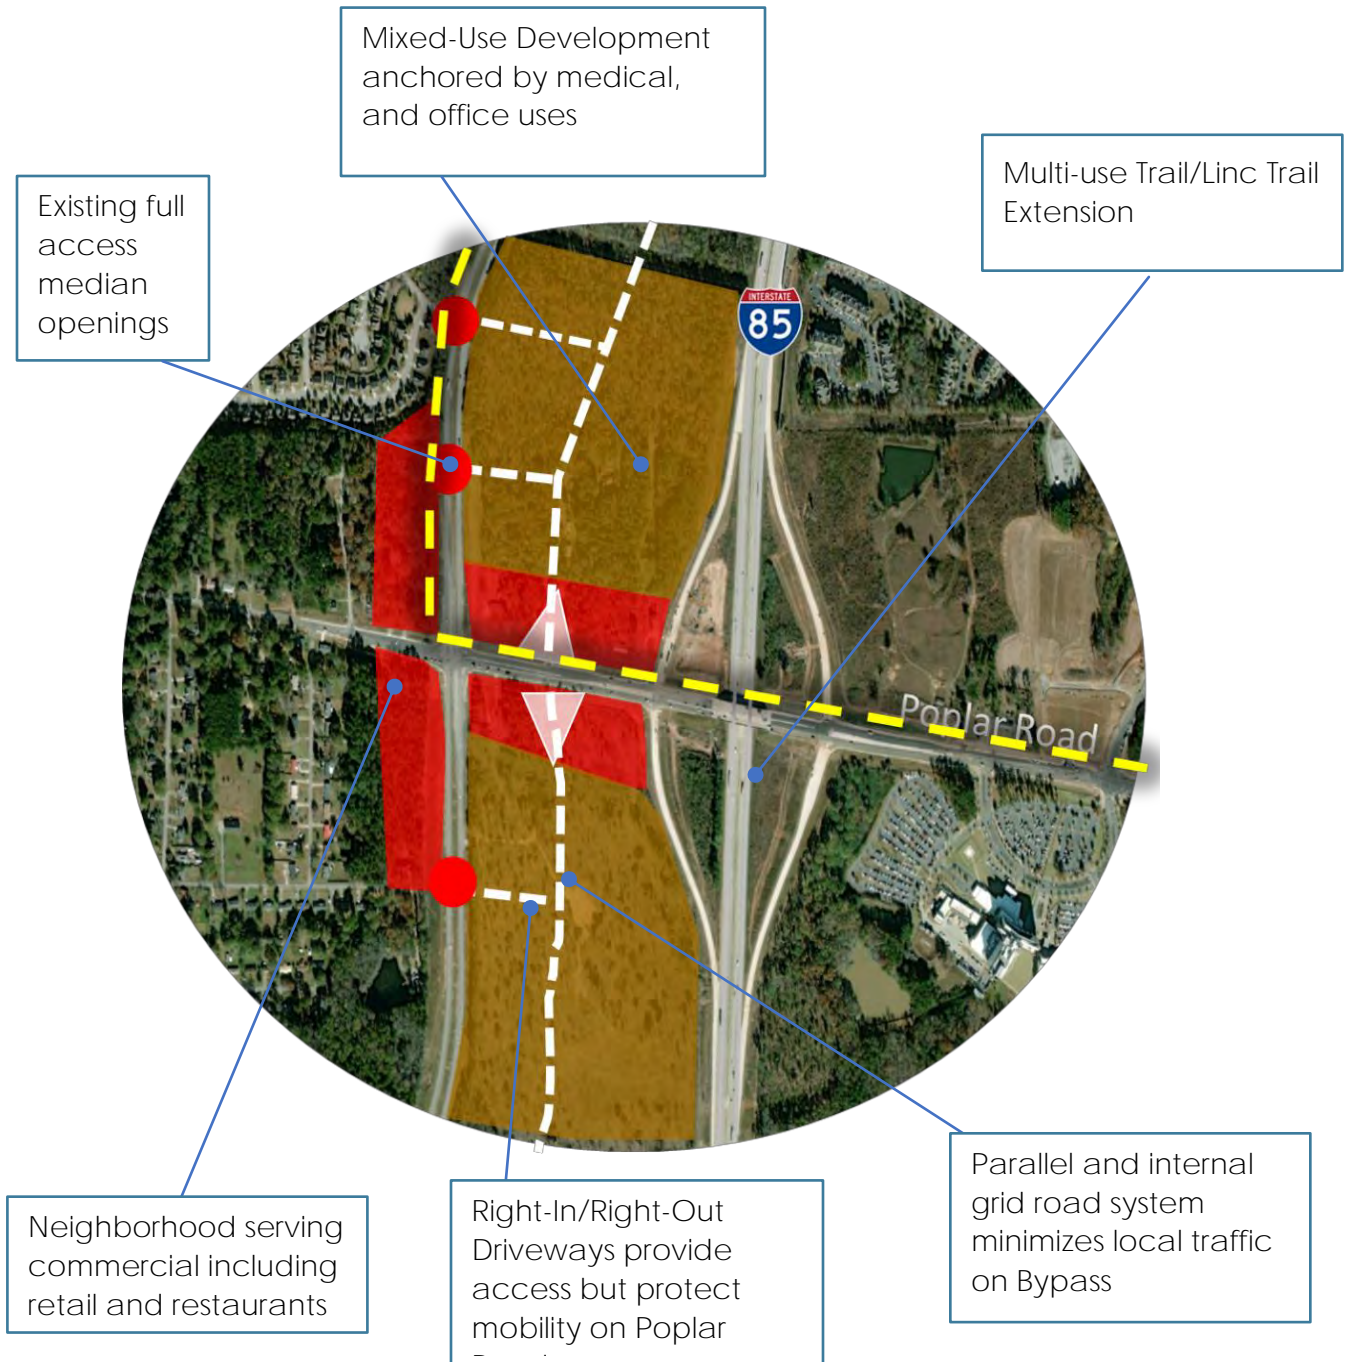 Mixed-Use Development
anchored by medical,
and office uses
Multi-use Trail/Linc Trail
Extension
Existing full
access
median
openings
INTERSTATE
85
Poplar Road
Neighborhood serving
commercial including
retail and restaurants
Right-In/Right-Out
Driveways provide
access but protect
mobility on Poplar
Parallel and internal
grid road system
minimizes local traffic
on Bypass